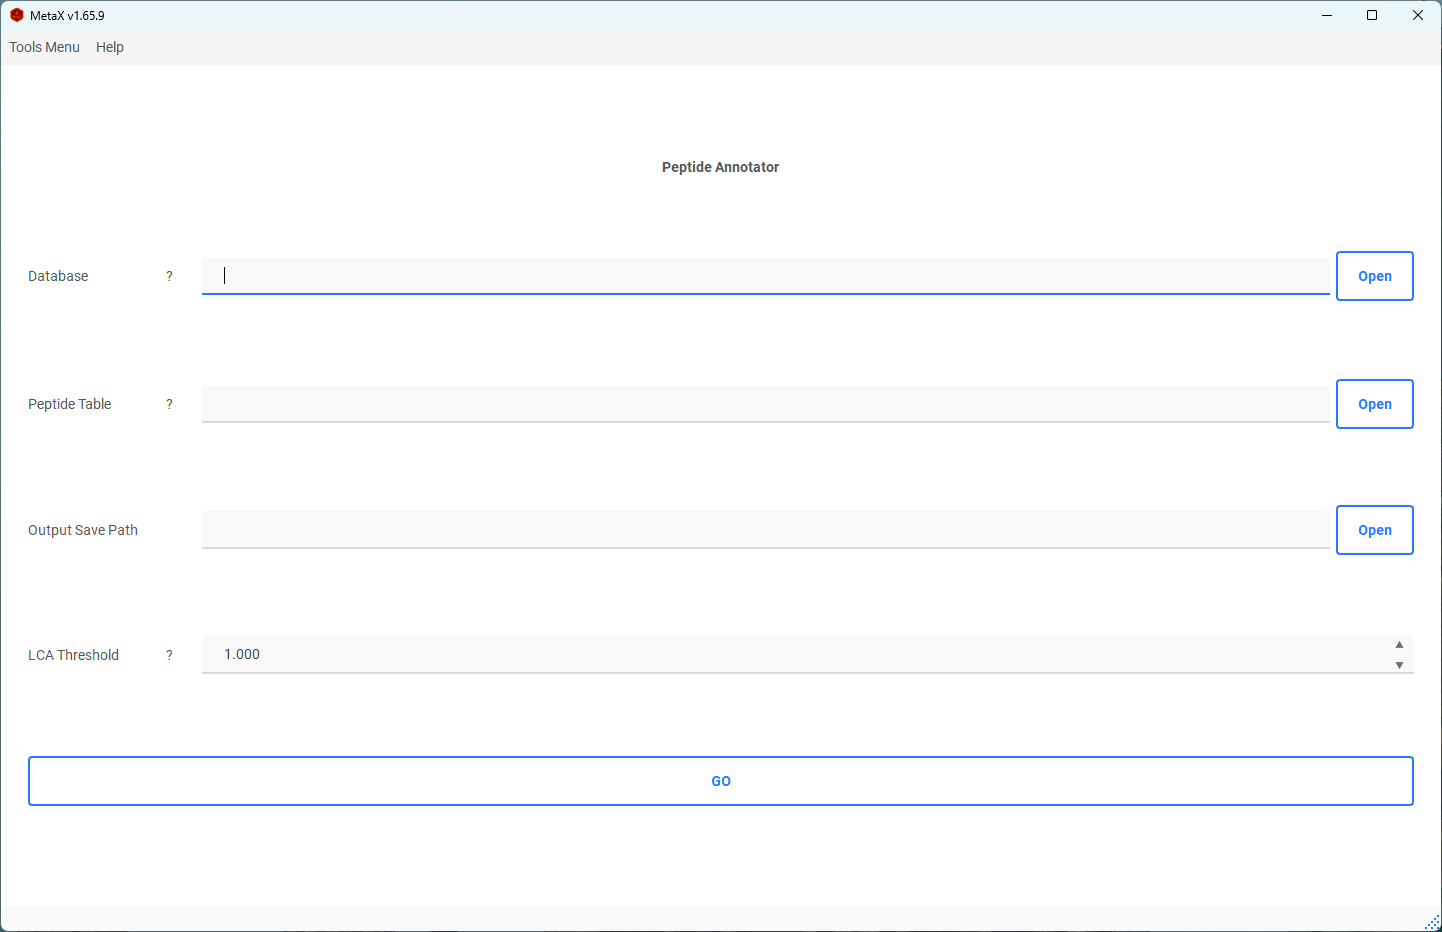 MetaX v1.65.9
Tools Menu Help
Peptide Annotator
Database ? Open
Peptide Table ? Open
Output Save Path Open
LCA Threshold ? 1.000
GO